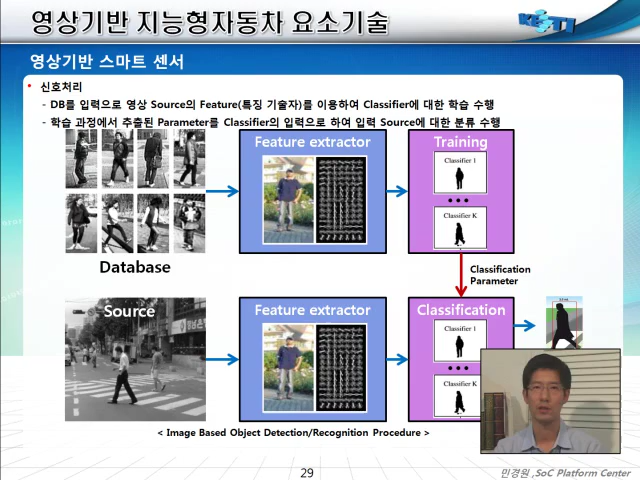 영상기반 지능형자동차 요소기술
KETI
영상기반 스마트 센서
• 신호처리
- DB를 입력으로 영상 Source의 Feature(특징 기술자)를 이용하여 Classifier에 대한 학습 수행
- 학습 과정에서 추출된 Parameter를 Classifier의 입력으로 하여 입력 Source에 대한 분류 수행
Feature extractor
Training
Classifier 1
•••
Classifier K
Database
Classification
Parameter
Source
Feature extractor
Classification
Classifier 1
•••
Classifier K
< Image Based Object Detection/Recognition Procedure >
29
민경원 ,SoC Platform Center